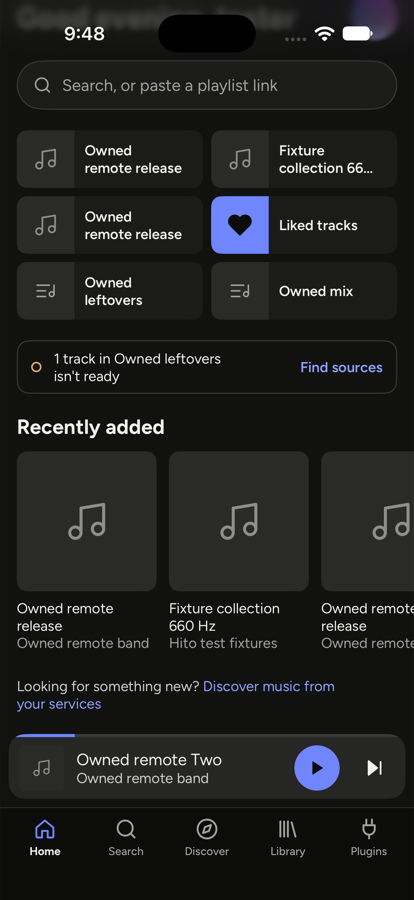 Good evening, tester
9:48
Search, or paste a playlist link
Owned
remote release
Fixture
collection 66...
Owned
remote release
Liked tracks
Owned
leftovers
Owned mix
1 track in Owned leftovers
isn't ready
Find sources
Recently added
Owned remote
release
Owned remote band
Fixture collection
660 Hz
Hito test fixtures
Owned remote
release
Owned remote
Looking for something new? Discover music from
your services
Owned remote Two
Owned remote band
Home
Search
Discover
Library
Plugins